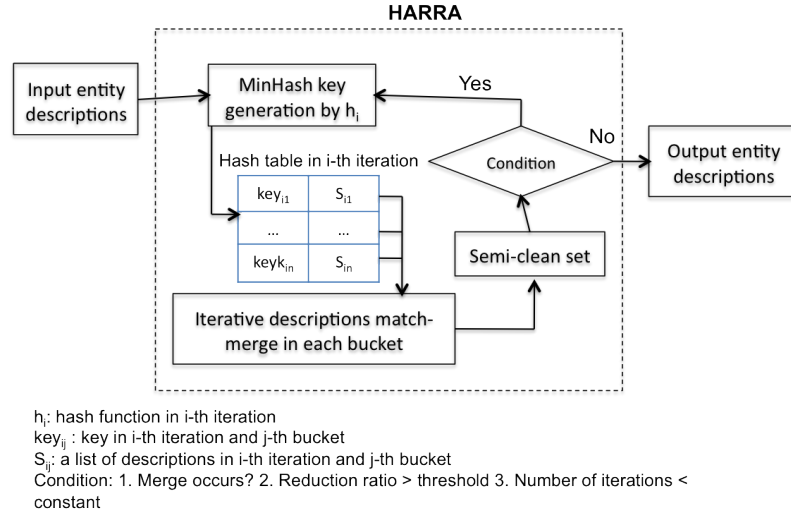 HARRA
Input entity
descriptions
MinHash key
generation by hᵢ
Yes
No
Condition
Output entity
descriptions
Hash table in i-th iteration
keyᵢ₁ Sᵢ₁
... ...
keykᵢₙ Sᵢₙ
Semi-clean set
Iterative descriptions match-
merge in each bucket
hᵢ: hash function in i-th iteration
keyᵢⱼ : key in i-th iteration and j-th bucket
Sᵢⱼ: a list of descriptions in i-th iteration and j-th bucket
Condition: 1. Merge occurs? 2. Reduction ratio > threshold 3. Number of iterations <
constant